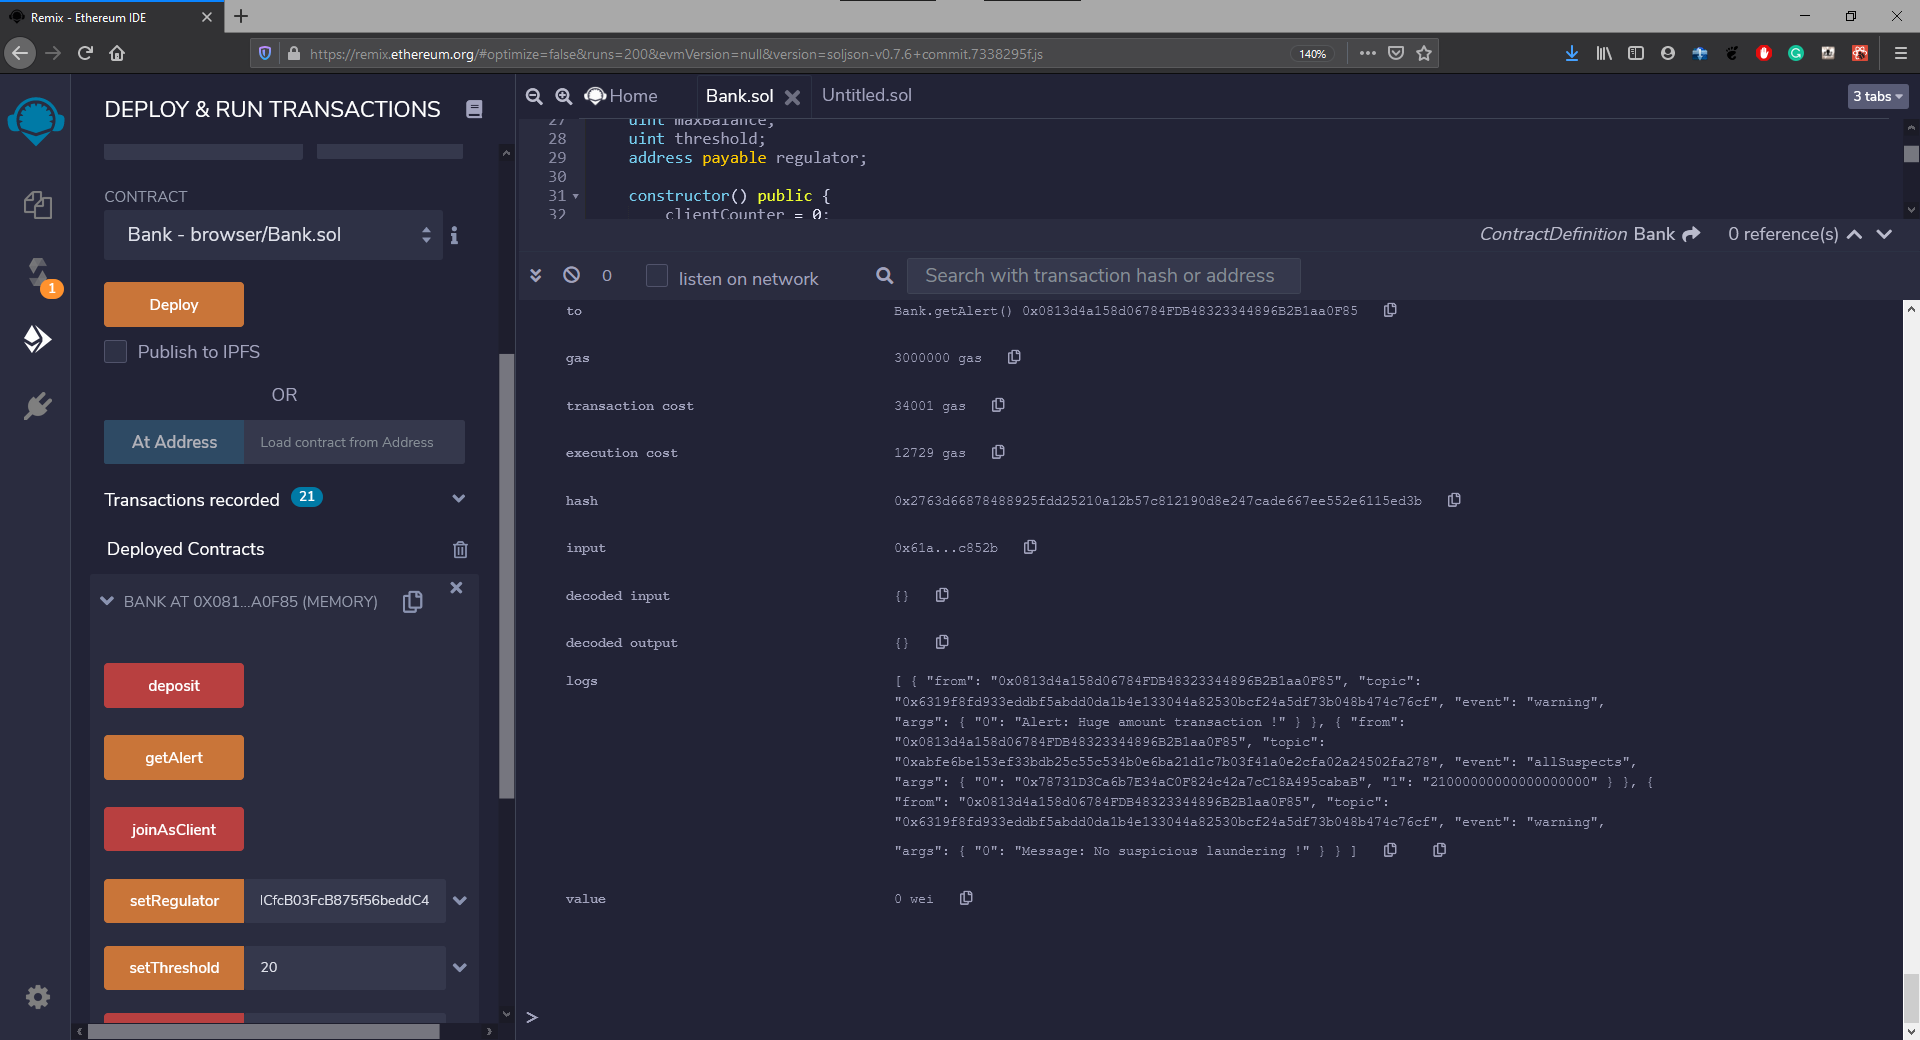 Remix - Ethereum IDE
https://remix.ethereum.org/#optimize=false&runs=200&evmVersion=null&version=soljson-v0.7.6+commit.7338295f.js
140%
DEPLOY & RUN TRANSACTIONS
CONTRACT
Bank - browser/Bank.sol
Deploy
Publish to IPFS
OR
At Address Load contract from Address
Transactions recorded 21
Deployed Contracts
BANK AT 0X081...A0F85 (MEMORY)
deposit
getAlert
joinAsClient
setRegulator ICfcB03FcB875f56beddC4
setThreshold 20
1
Home Bank.sol Untitled.sol 3 tabs
27 uint maxBalance;
28 uint threshold;
29 address payable regulator;
30
31 constructor() public {
32 clientCounter = 0;
ContractDefinition Bank 0 reference(s)
0 listen on network Search with transaction hash or address
to Bank.getAlert() 0x0813d4a158d06784FDB48323344896B2B1aa0F85
gas 3000000 gas
transaction cost 34001 gas
execution cost 12729 gas
hash 0x2763d66878488925fdd25210a12b57c812190d8e247cade667ee552e6115ed3b
input 0x61a...c852b
decoded input {}
decoded output {}
logs [ { "from": "0x0813d4a158d06784FDB48323344896B2B1aa0F85", "topic":
"0x6319f8fd933eddbf5abdd0da1b4e133044a82530bcf24a5df73b048b474c76cf", "event": "warning",
"args": { "0": "Alert: Huge amount transaction !" } }, { "from":
"0x0813d4a158d06784FDB48323344896B2B1aa0F85", "topic":
"0xabfe6be153ef33bdb25c55c534b0e6ba21d1c7b03f41a0e2cfa02a24502fa278", "event": "allSuspects",
"args": { "0": "0x78731D3Ca6b7E34aC0F824c42a7cC18A495cabaB", "1": "21000000000000000000" } }, {
"from": "0x0813d4a158d06784FDB48323344896B2B1aa0F85", "topic":
"0x6319f8fd933eddbf5abdd0da1b4e133044a82530bcf24a5df73b048b474c76cf", "event": "warning",
"args": { "0": "Message: No suspicious laundering !" } } ]
value 0 wei
>